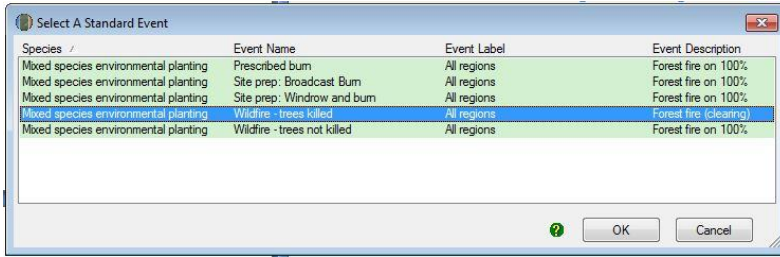 Select A Standard Event
Species / Event Name Event Label Event Description
Mixed species environmental planting Prescribed burn All regions Forest fire on 100%
Mixed species environmental planting Site prep: Broadcast Burn All regions Forest fire on 100%
Mixed species environmental planting Site prep: Windrow and burn All regions Forest fire on 100%
Mixed species environmental planting Wildfire - trees killed All regions Forest fire (clearing)
Mixed species environmental planting Wildfire - trees not killed All regions Forest fire on 100%
? OK Cancel